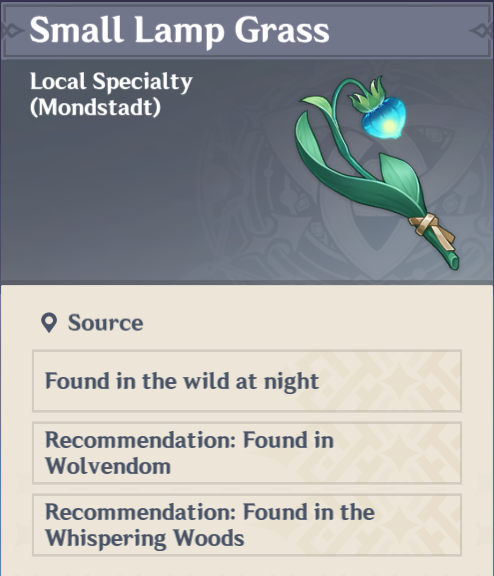 Small Lamp Grass
Local Specialty
(Mondstadt)
Source
Found in the wild at night
Recommendation: Found in
Wolvendom
Recommendation: Found in the
Whispering Woods